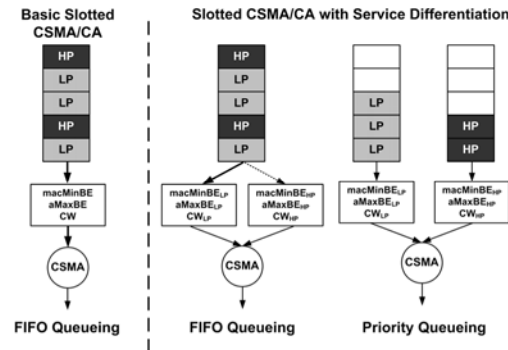 Basic Slotted
CSMA/CA
HP
LP
LP
HP
LP
macMinBE
aMaxBE
CW
CSMA
FIFO Queueing
Slotted CSMA/CA with Service Differentiation
HP
LP
LP
HP
LP
macMinBELP
aMaxBELP
CWLP
macMinBEHP
aMaxBEHP
CWHP
CSMA
FIFO Queueing
LP
LP
LP
HP
HP
macMinBELP
aMaxBELP
CWLP
macMinBEHP
aMaxBEHP
CWHP
CSMA
Priority Queueing